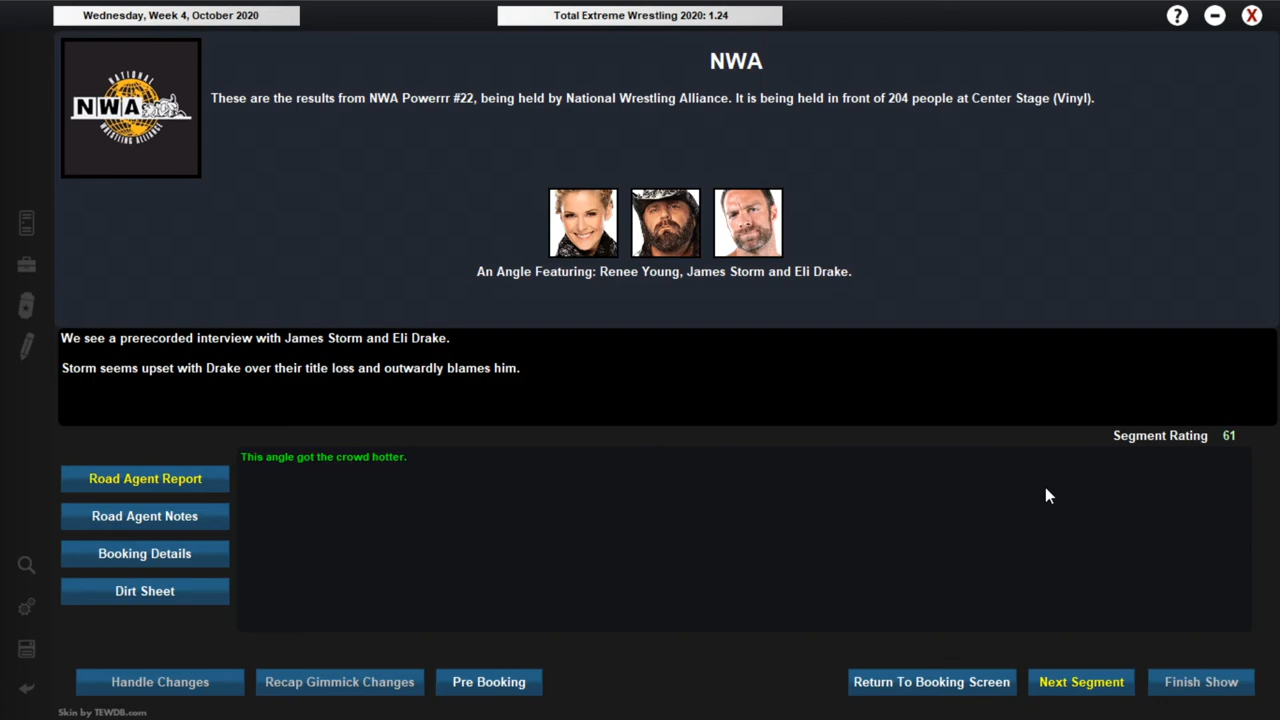 Wednesday, Week 4, October 2020
Total Extreme Wrestling 2020: 1.24
?
X
NATIONAL
NWA
WRESTLING ALLIANCE
NWA
These are the results from NWA Powerrr #22, being held by National Wrestling Alliance. It is being held in front of 204 people at Center Stage (Vinyl).
An Angle Featuring: Renee Young, James Storm and Eli Drake.
We see a prerecorded interview with James Storm and Eli Drake.
Storm seems upset with Drake over their title loss and outwardly blames him.
Segment Rating 61
This angle got the crowd hotter.
Road Agent Report
Road Agent Notes
Booking Details
Dirt Sheet
Handle Changes
Recap Gimmick Changes
Pre Booking
Return To Booking Screen
Next Segment
Finish Show
Skin by TEWDB.com